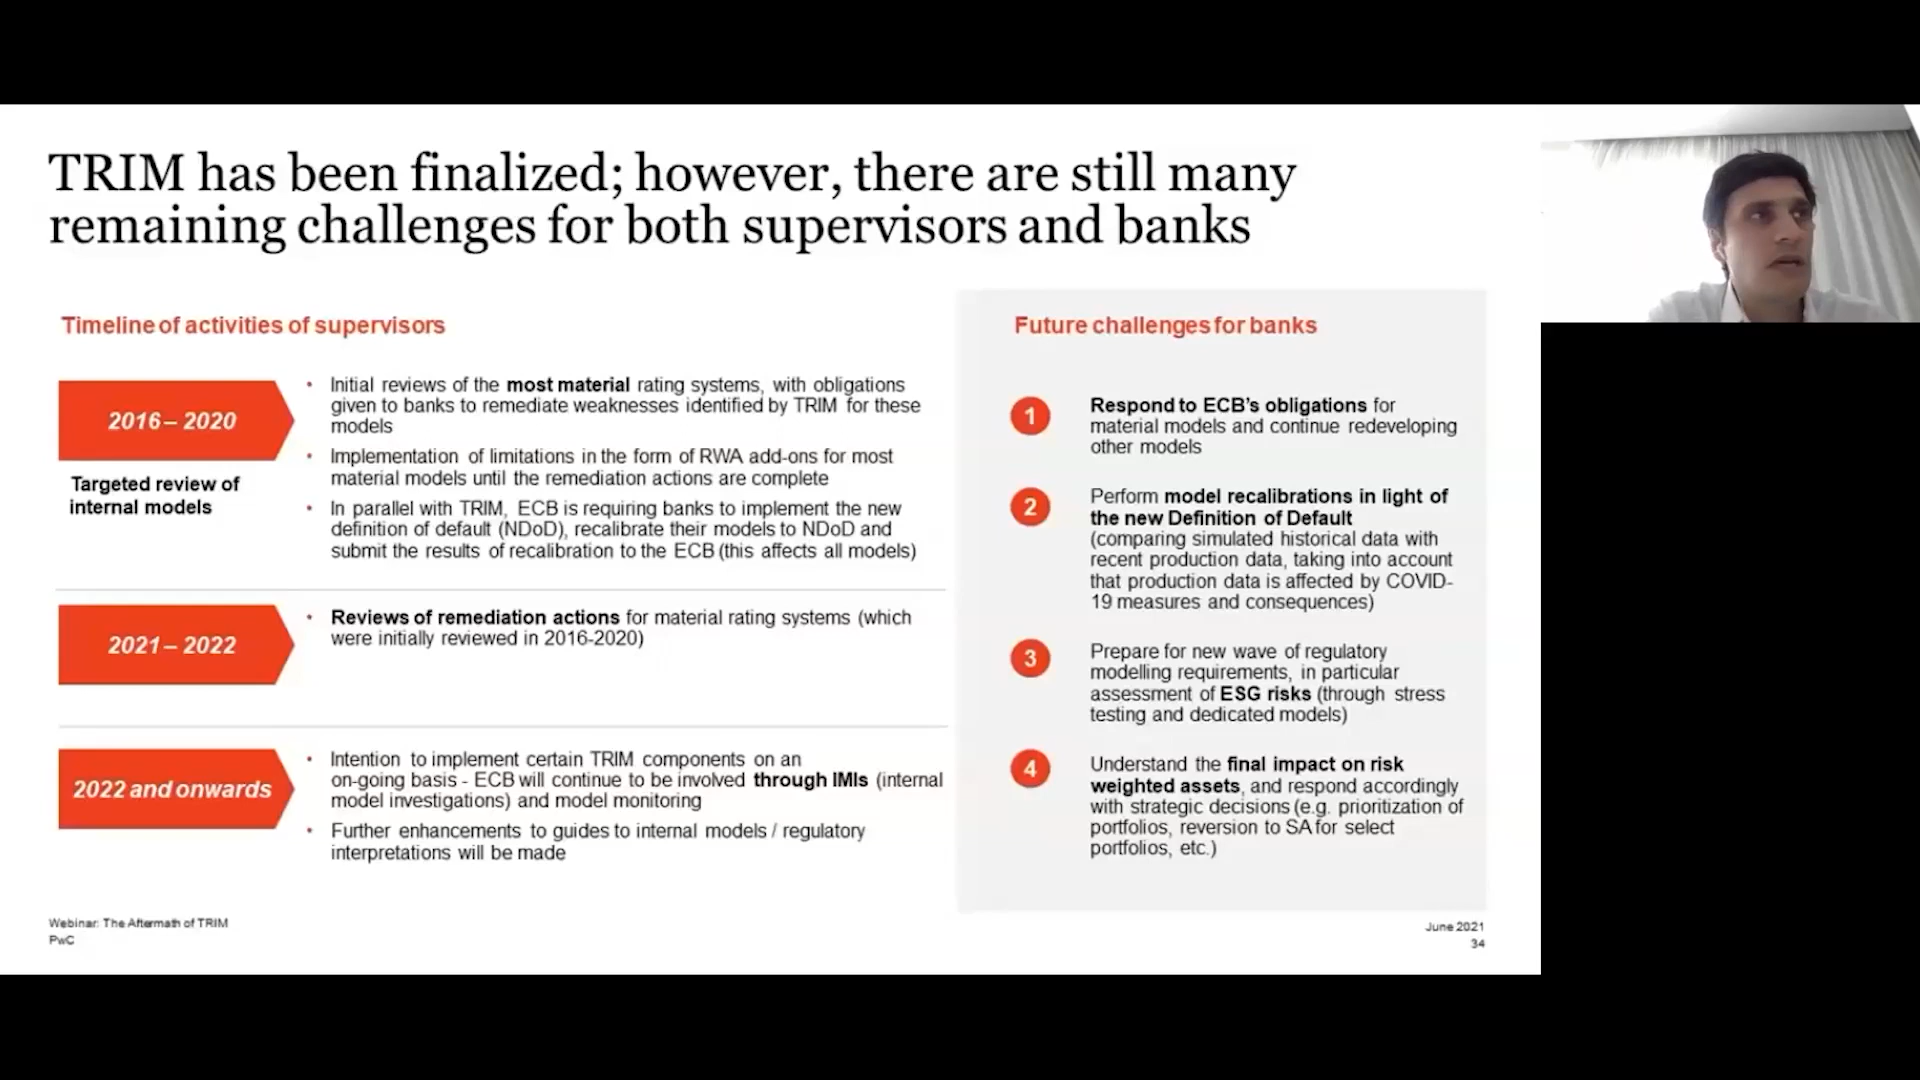 TRIM has been finalized; however, there are still many
remaining challenges for both supervisors and banks
Timeline of activities of supervisors
2016 – 2020
Targeted review of
internal models
• Initial reviews of the most material rating systems, with obligations
given to banks to remediate weaknesses identified by TRIM for these
models
• Implementation of limitations in the form of RWA add-ons for most
material models until the remediation actions are complete
• In parallel with TRIM, ECB is requiring banks to implement the new
definition of default (NDoD), recalibrate their models to NDoD and
submit the results of recalibration to the ECB (this affects all models)
2021 – 2022
• Reviews of remediation actions for material rating systems (which
were initially reviewed in 2016-2020)
2022 and onwards
• Intention to implement certain TRIM components on an
on-going basis - ECB will continue to be involved through IMIs (internal
model investigations) and model monitoring
• Further enhancements to guides to internal models / regulatory
interpretations will be made
Future challenges for banks
1
Respond to ECB's obligations for
material models and continue redeveloping
other models
2
Perform model recalibrations in light of
the new Definition of Default
(comparing simulated historical data with
recent production data, taking into account
that production data is affected by COVID-
19 measures and consequences)
3
Prepare for new wave of regulatory
modelling requirements, in particular
assessment of ESG risks (through stress
testing and dedicated models)
4
Understand the final impact on risk
weighted assets, and respond accordingly
with strategic decisions (e.g. prioritization of
portfolios, reversion to SA for select
portfolios, etc.)
Webinar: The Aftermath of TRIM
PwC
June 2021
34